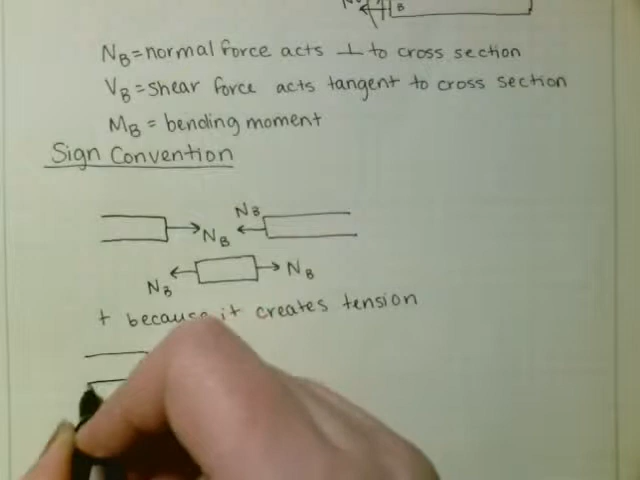 N B
N_B = normal force acts ⊥ to cross section
V_B = shear force acts tangent to cross section
M_B = bending moment
Sign Convention
N_B N_B
N_B N_B
+ because it creates tension